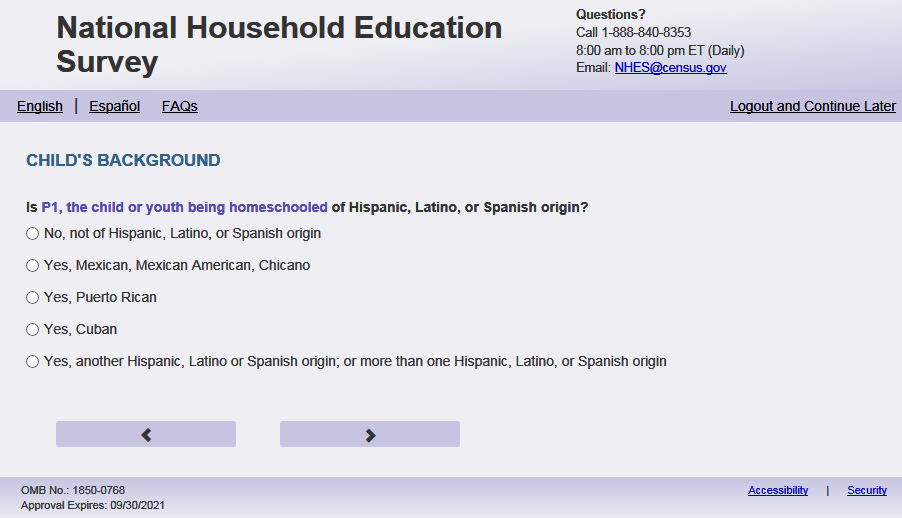 National Household Education
Survey
Questions?
Call 1-888-840-8353
8:00 am to 8:00 pm ET (Daily)
Email: NHES@census.gov
English | Español FAQs Logout and Continue Later
CHILD'S BACKGROUND
Is P1, the child or youth being homeschooled of Hispanic, Latino, or Spanish origin?
No, not of Hispanic, Latino, or Spanish origin
Yes, Mexican, Mexican American, Chicano
Yes, Puerto Rican
Yes, Cuban
Yes, another Hispanic, Latino or Spanish origin; or more than one Hispanic, Latino, or Spanish origin
OMB No.: 1850-0768
Approval Expires: 09/30/2021
Accessibility | Security